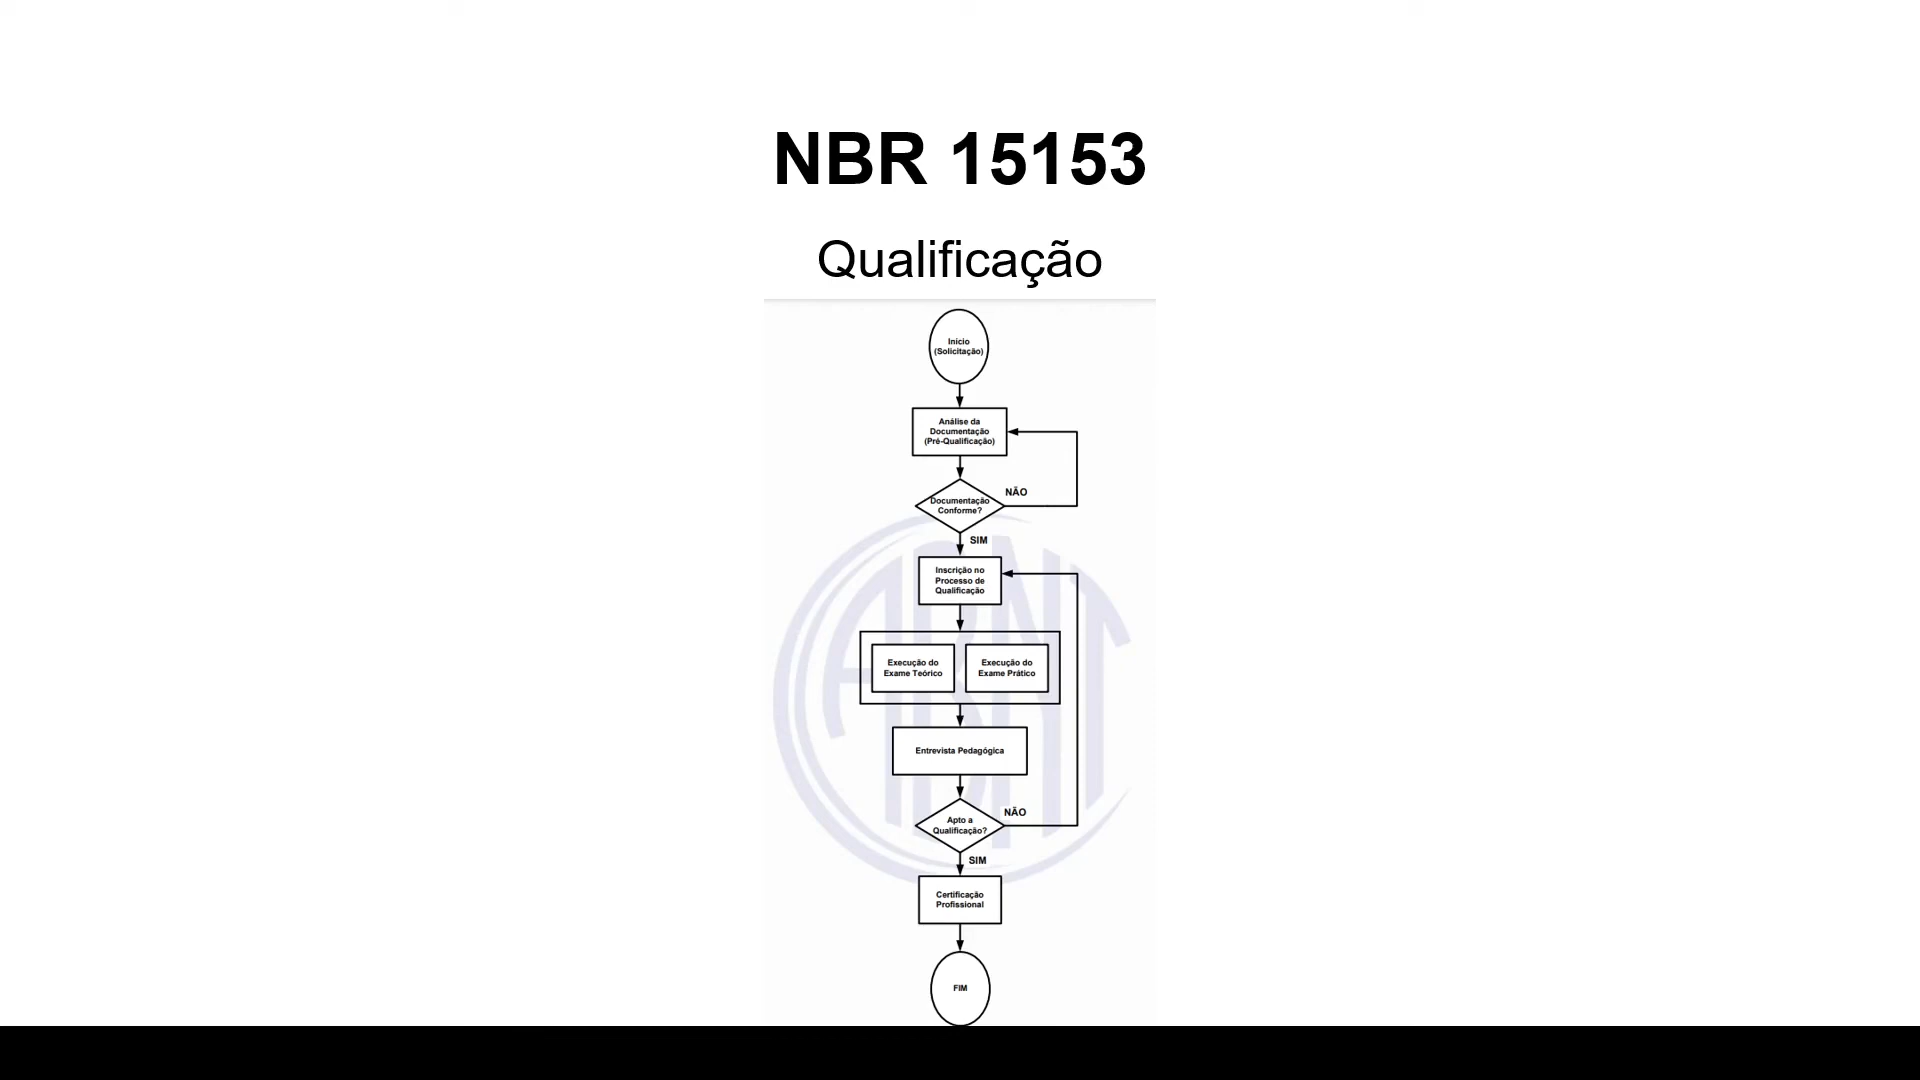 NBR 15153
Qualificação
Início
(Solicitação)
Análise da
Documentação
(Pré-Qualificação)
Documentação
Conforme?
NÃO
SIM
Inscrição no
Processo de
Qualificação
Execução do
Exame Teórico
Execução do
Exame Prático
Entrevista Pedagógica
Apto a
Qualificação?
NÃO
SIM
Certificação
Profissional
FIM
ABNT